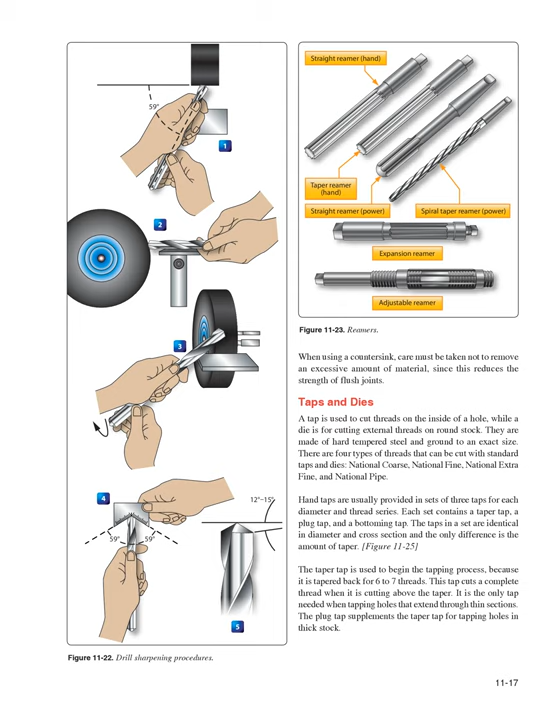 59°
1
2
3
4
59° 59°
12°–15°
5
Figure 11-22. Drill sharpening procedures.
Straight reamer (hand)
Taper reamer
(hand)
Straight reamer (power)
Spiral taper reamer (power)
Expansion reamer
Adjustable reamer
Figure 11-23. Reamers.
When using a countersink, care must be taken not to remove
an excessive amount of material, since this reduces the
strength of flush joints.
Taps and Dies
A tap is used to cut threads on the inside of a hole, while a
die is for cutting external threads on round stock. They are
made of hard tempered steel and ground to an exact size.
There are four types of threads that can be cut with standard
taps and dies: National Coarse, National Fine, National Extra
Fine, and National Pipe.
Hand taps are usually provided in sets of three taps for each
diameter and thread series. Each set contains a taper tap, a
plug tap, and a bottoming tap. The taps in a set are identical
in diameter and cross section and the only difference is the
amount of taper. [Figure 11-25]
The taper tap is used to begin the tapping process, because
it is tapered back for 6 to 7 threads. This tap cuts a complete
thread when it is cutting above the taper. It is the only tap
needed when tapping holes that extend through thin sections.
The plug tap supplements the taper tap for tapping holes in
thick stock.
11-17